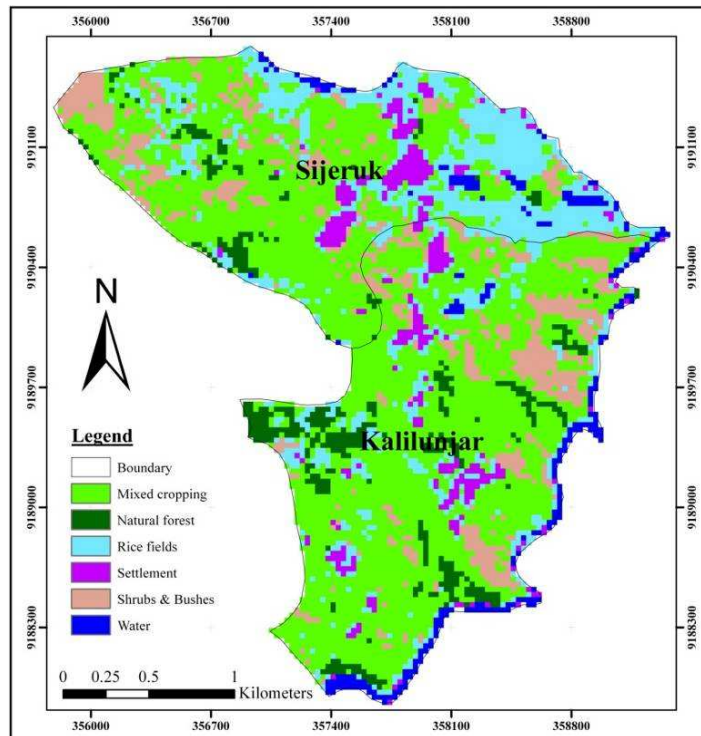 356000 356700 357400 358100 358800
9191100 9191100
Sijeruk
9190400 9190400
N
9189700 9189700
Legend
Kalilunjar
Boundary
Mixed cropping
9189000 9189000
Natural forest
Rice fields
Settlement
Shrubs & Bushes
Water
9188300 9188300
0 0.25 0.5 1
Kilometers
356000 356700 357400 358100 358800